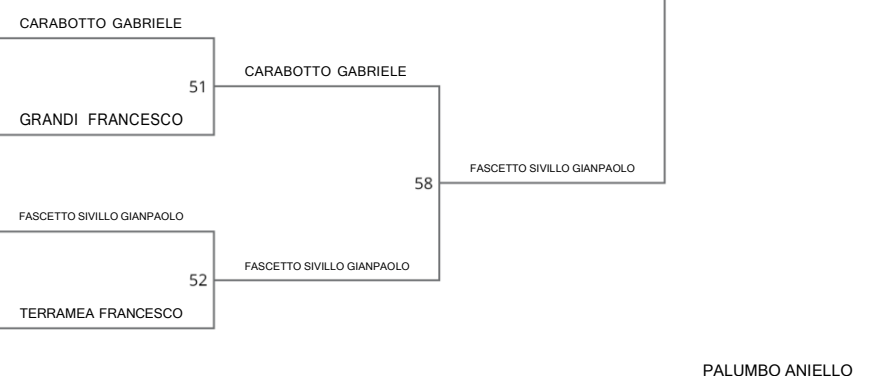 CARABOTTO GABRIELE
51
CARABOTTO GABRIELE
GRANDI FRANCESCO
58
FASCETTO SIVILLO GIANPAOLO
FASCETTO SIVILLO GIANPAOLO
52
FASCETTO SIVILLO GIANPAOLO
TERRAMEA FRANCESCO
PALUMBO ANIELLO